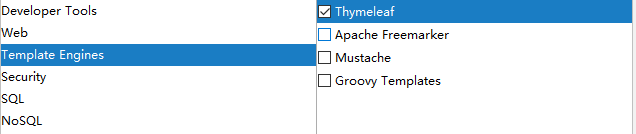 Developer Tools
Web
Template Engines
Security
SQL
NoSQL
Thymeleaf
Apache Freemarker
Mustache
Groovy Templates